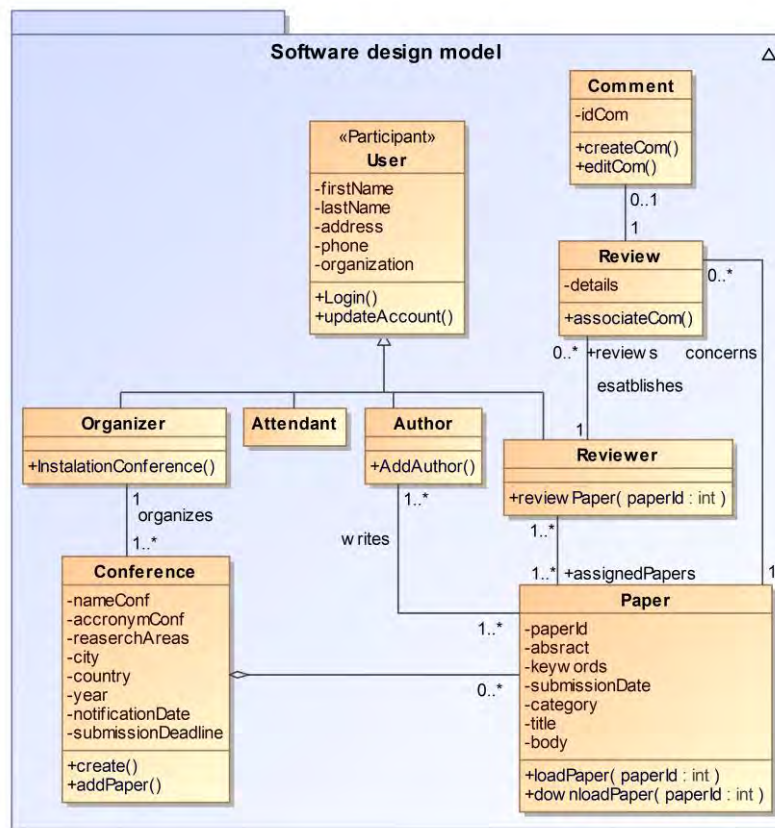 Software design model
Comment
-idCom
+createCom()
+editCom()
0..1
1
«Participant»
User
-firstName
-lastName
-address
-phone
-organization
+Login()
+updateAccount()
Review
-details
+associateCom()
0..*
0..* +reviews concerns
esatblishes
1
Organizer
+InstalationConference()
Attendant
Author
+AddAuthor()
Reviewer
+reviewPaper( paperId : int )
1
organizes
1..*
1..*
writes
1..*
1..*
1..* +assignedPapers
1
Conference
-nameConf
-accronymConf
-reaserchAreas
-city
-country
-year
-notificationDate
-submissionDeadline
+create()
+addPaper()
0..*
Paper
-paperId
-absract
-keywords
-submissionDate
-category
-title
-body
+loadPaper( paperId : int )
+downloadPaper( paperId : int )